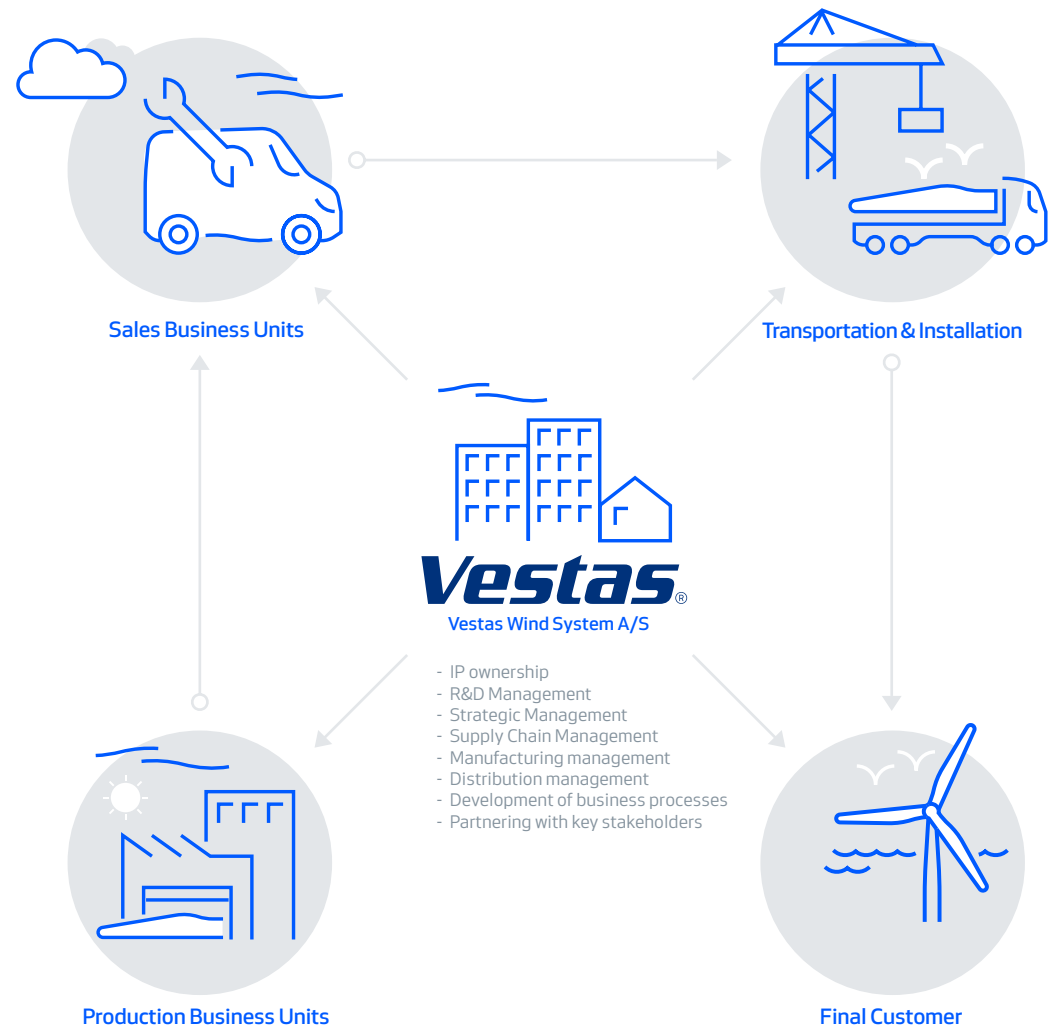 Sales Business Units
Transportation & Installation
Vestas®
Vestas Wind System A/S
- IP ownership
- R&D Management
- Strategic Management
- Supply Chain Management
- Manufacturing management
- Distribution management
- Development of business processes
- Partnering with key stakeholders
Production Business Units
Final Customer